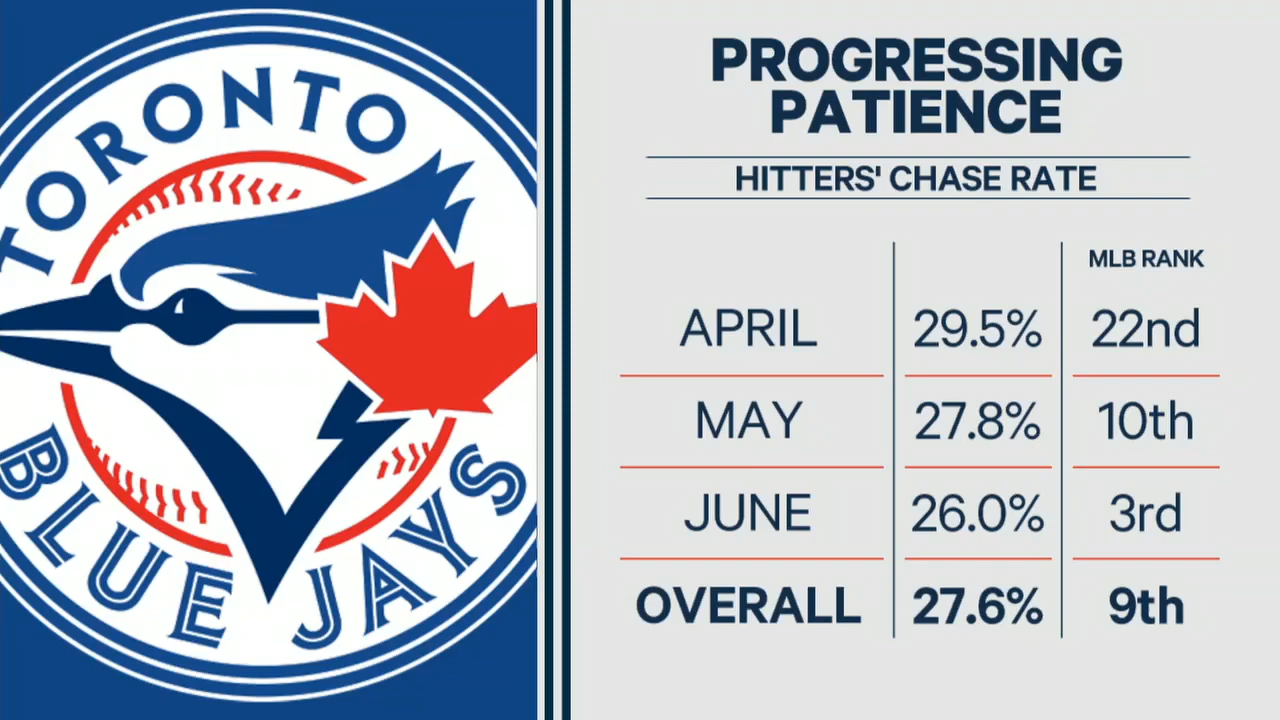 TORONTO
BLUE JAYS
PROGRESSING
PATIENCE
HITTERS' CHASE RATE
MLB RANK
APRIL 29.5% 22nd
MAY 27.8% 10th
JUNE 26.0% 3rd
OVERALL 27.6% 9th